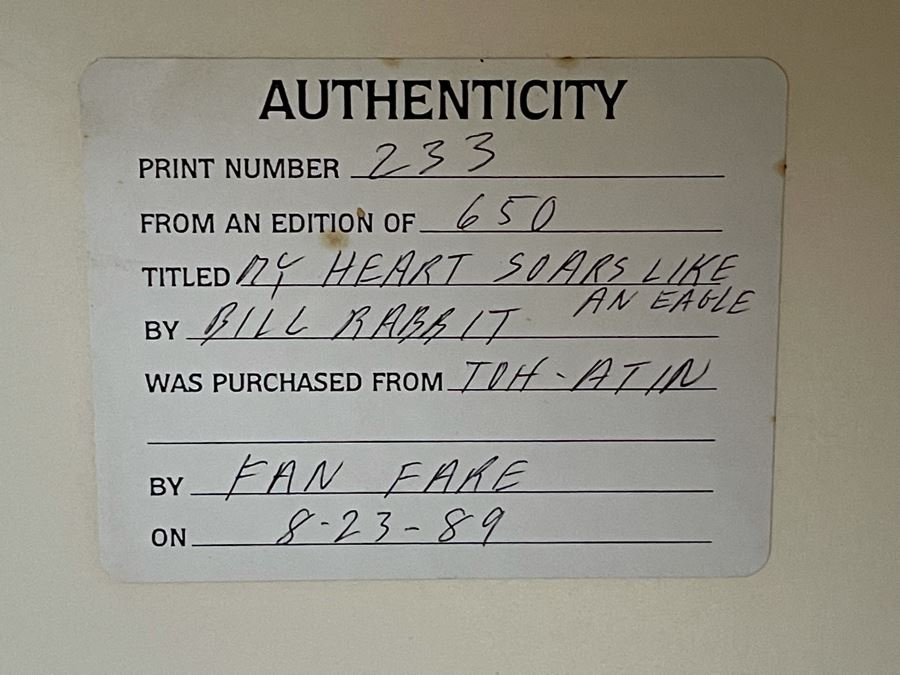 AUTHENTICITY
PRINT NUMBER 233
FROM AN EDITION OF 650
TITLED MY HEART SOARS LIKE
AN EAGLE
BY BILL RABBIT
WAS PURCHASED FROM TOH-ATIN
BY FAN FARE
ON 8-23-89